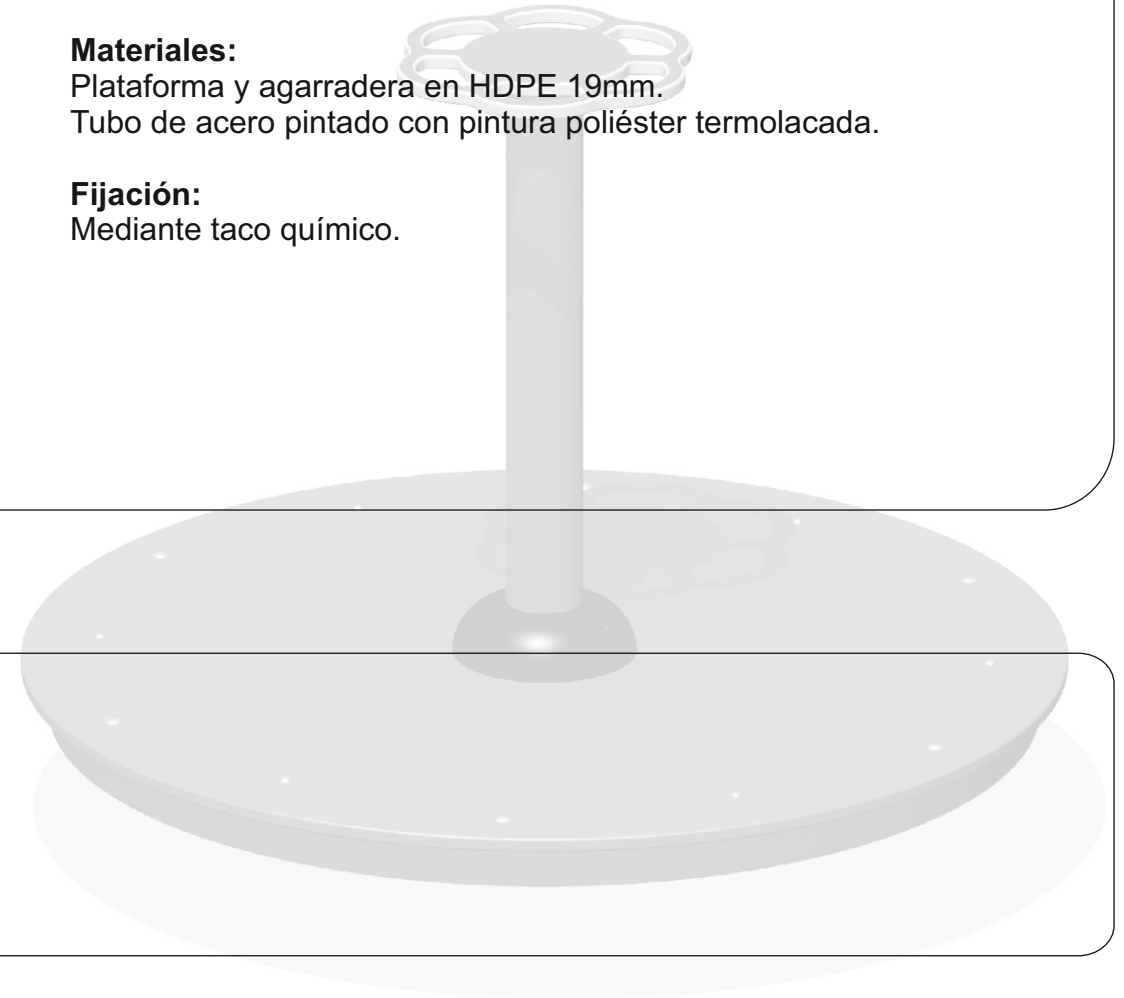 Materiales:
Plataforma y agarradera en HDPE 19mm.
Tubo de acero pintado con pintura poliéster termolacada.
Fijación:
Mediante taco químico.